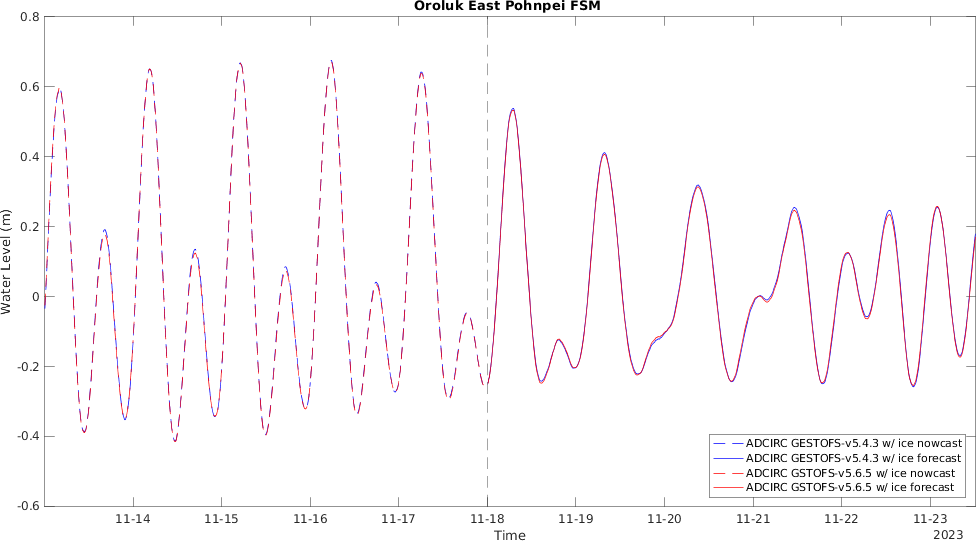 Oroluk East Pohnpei FSM
0.8
0.6
0.4
0.2
0
-0.2
-0.4
-0.6
Water Level (m)
ADCIRC GESTOFS-v5.4.3 w/ ice nowcast
ADCIRC GESTOFS-v5.4.3 w/ ice forecast
ADCIRC GSTOFS-v5.6.5 w/ ice nowcast
ADCIRC GSTOFS-v5.6.5 w/ ice forecast
11-14 11-15 11-16 11-17 11-18 11-19 11-20 11-21 11-22 11-23
Time
2023